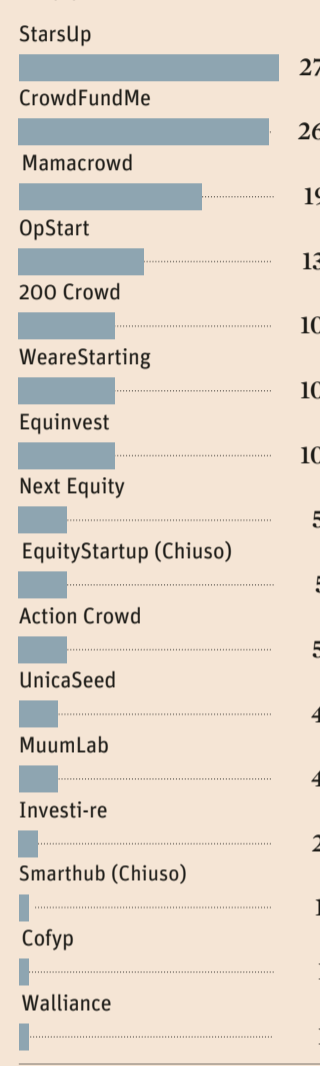 StarsUp
27
CrowdFundMe
26
Mamacrowd
19
OpStart
13
200 Crowd
10
WeareStarting
10
Equinvest
10
Next Equity
5
EquityStartup (Chiuso)
5
Action Crowd
5
UnicaSeed
4
MuumLab
4
Investi-re
2
Smarthub (Chiuso)
1
Cofyp
Walliance